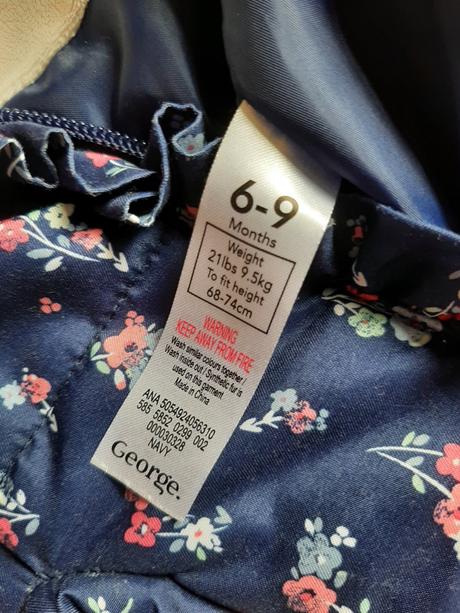 6-9
Months
Weight
21lbs 9.5kg
To fit height
68-74cm
WARNING
KEEP AWAY FROM FIRE
Wash similar colours together /
Wash inside out / Synthetic fur is
used on this garment
Made in China
ANA 5054924056310
585 5852 0299 002
000030328
NAVY
George.